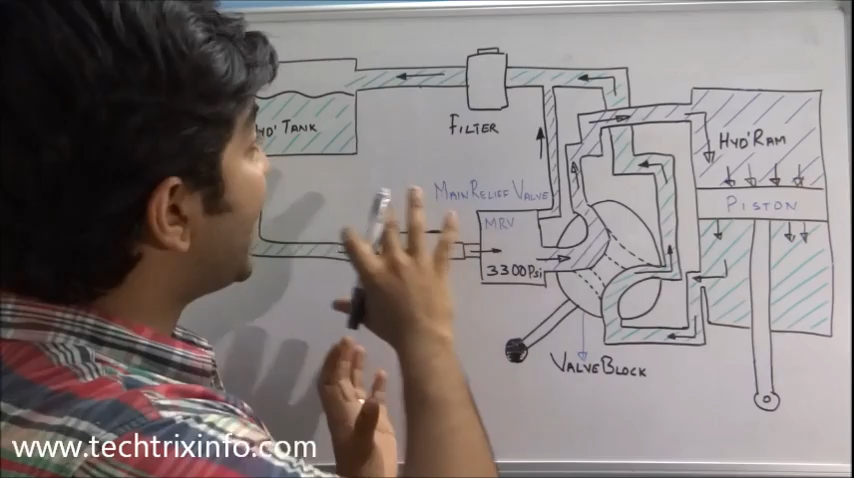 HYD' TANK
FILTER
HYD' RAM
MAIN RELIEF VALVE
PISTON
MRV
3300 Psi
VALVE BLOCK
www.techtrixinfo.com